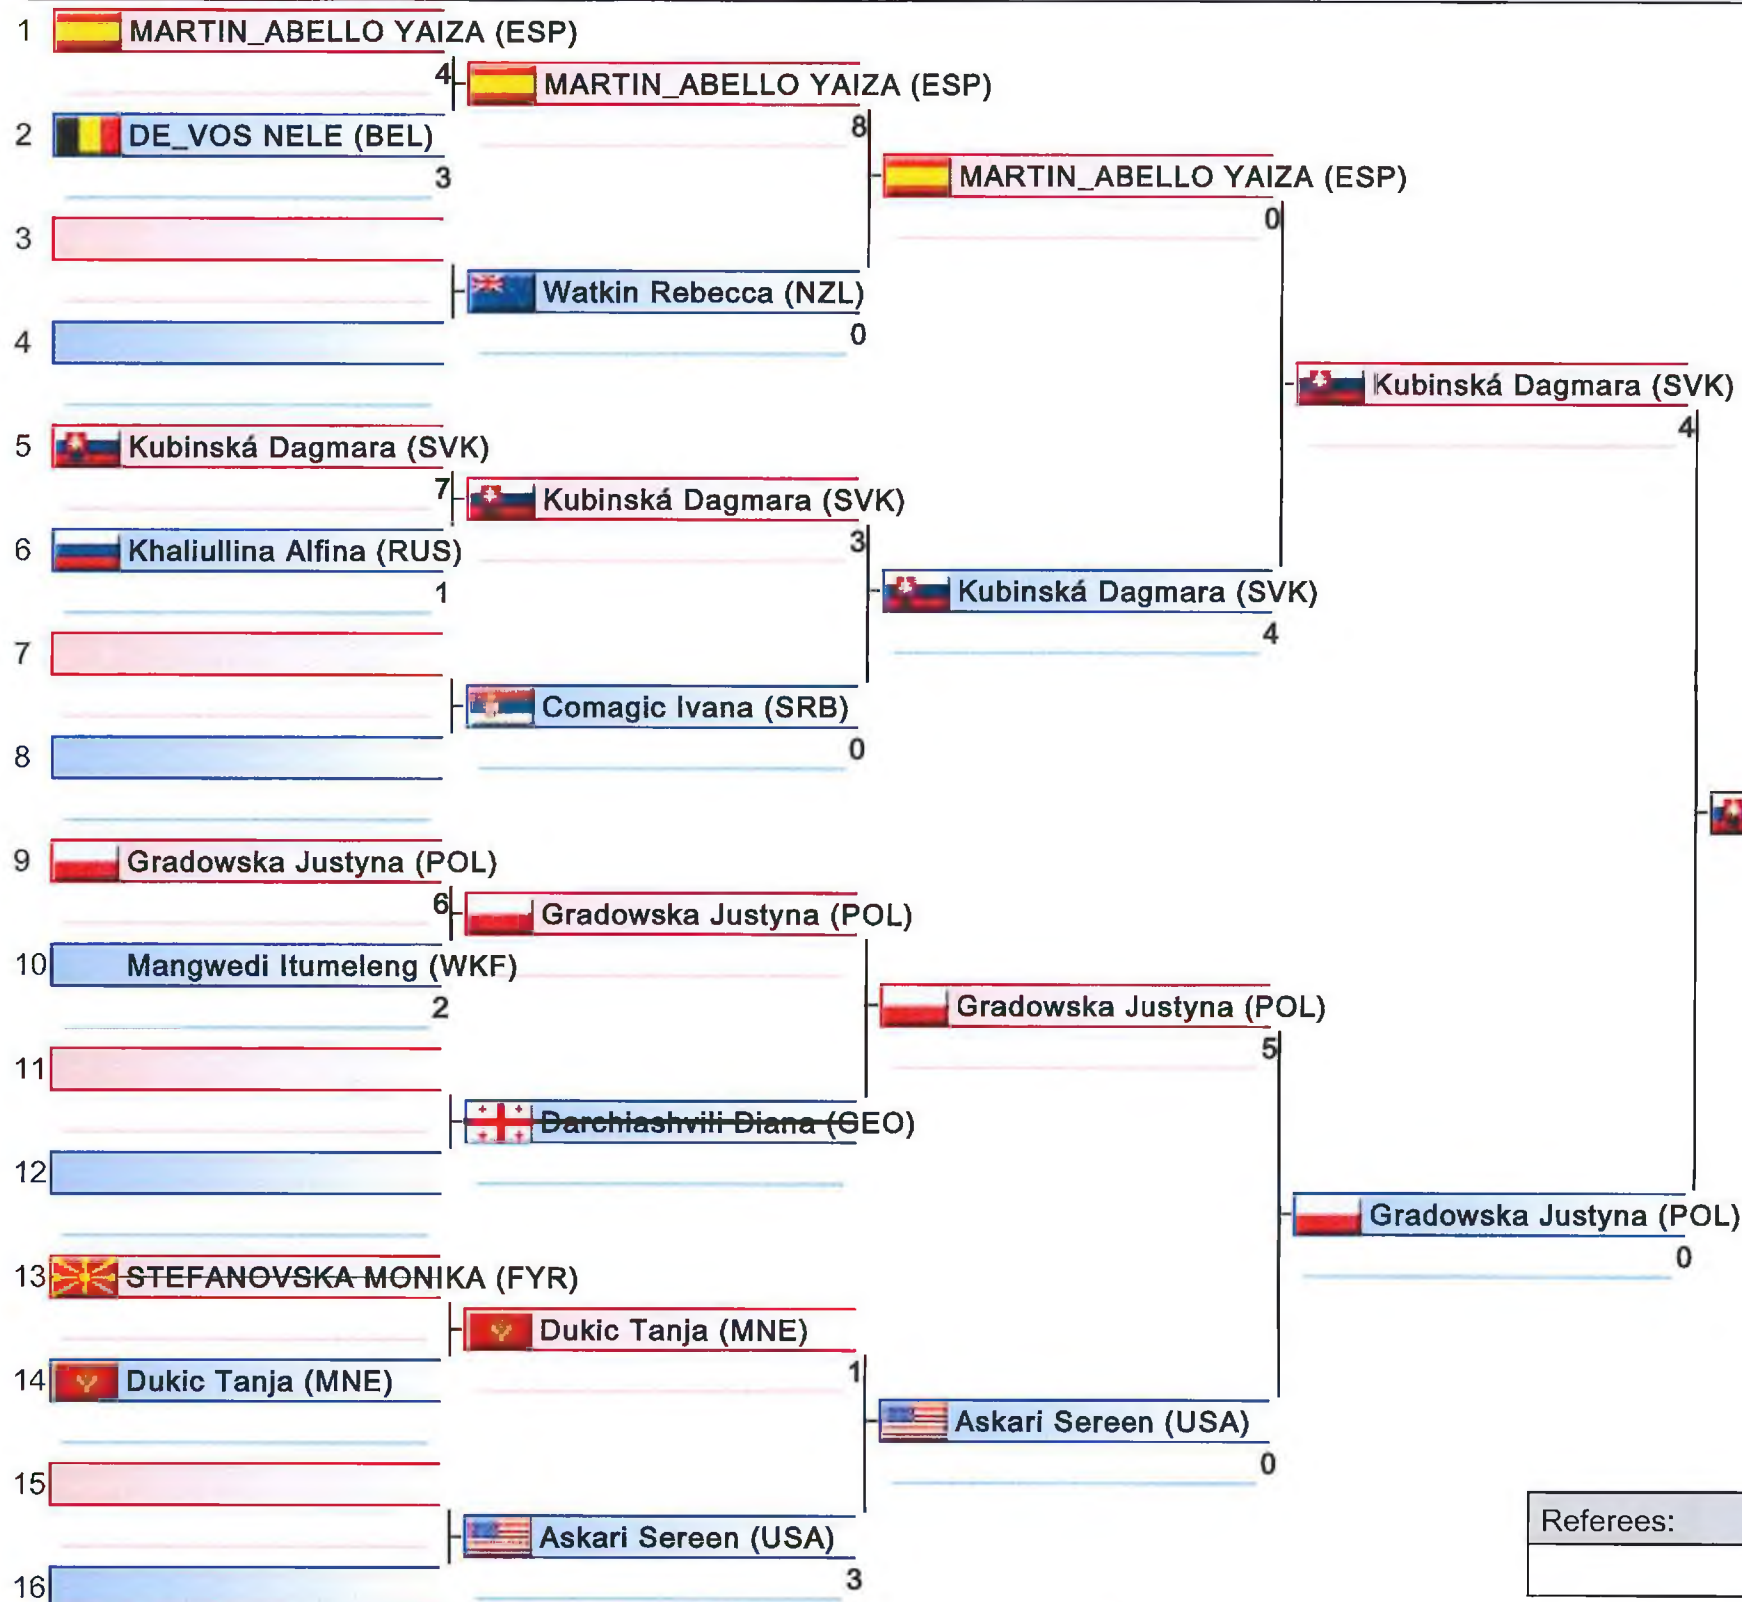 1 MARTIN_ABELLO YAIZA (ESP)
4
MARTIN_ABELLO YAIZA (ESP)
8
2 DE_VOS NELE (BEL)
3
MARTIN_ABELLO YAIZA (ESP)
0
3
Watkin Rebecca (NZL)
0
4
Kubinská Dagmara (SVK)
4
5 Kubinská Dagmara (SVK)
7
Kubinská Dagmara (SVK)
3
6 Khaliullina Alfina (RUS)
1
Kubinská Dagmara (SVK)
4
7
Comagic Ivana (SRB)
0
8
9 Gradowska Justyna (POL)
6
Gradowska Justyna (POL)
10 Mangwedi Itumeleng (WKF)
2
Gradowska Justyna (POL)
5
11
Darchiashvili Diana (GEO)
12
Gradowska Justyna (POL)
0
13 STEFANOVSKA MONIKA (FYR)
Dukic Tanja (MNE)
1
14 Dukic Tanja (MNE)
Askari Sereen (USA)
0
15
Askari Sereen (USA)
3
16
Referees: